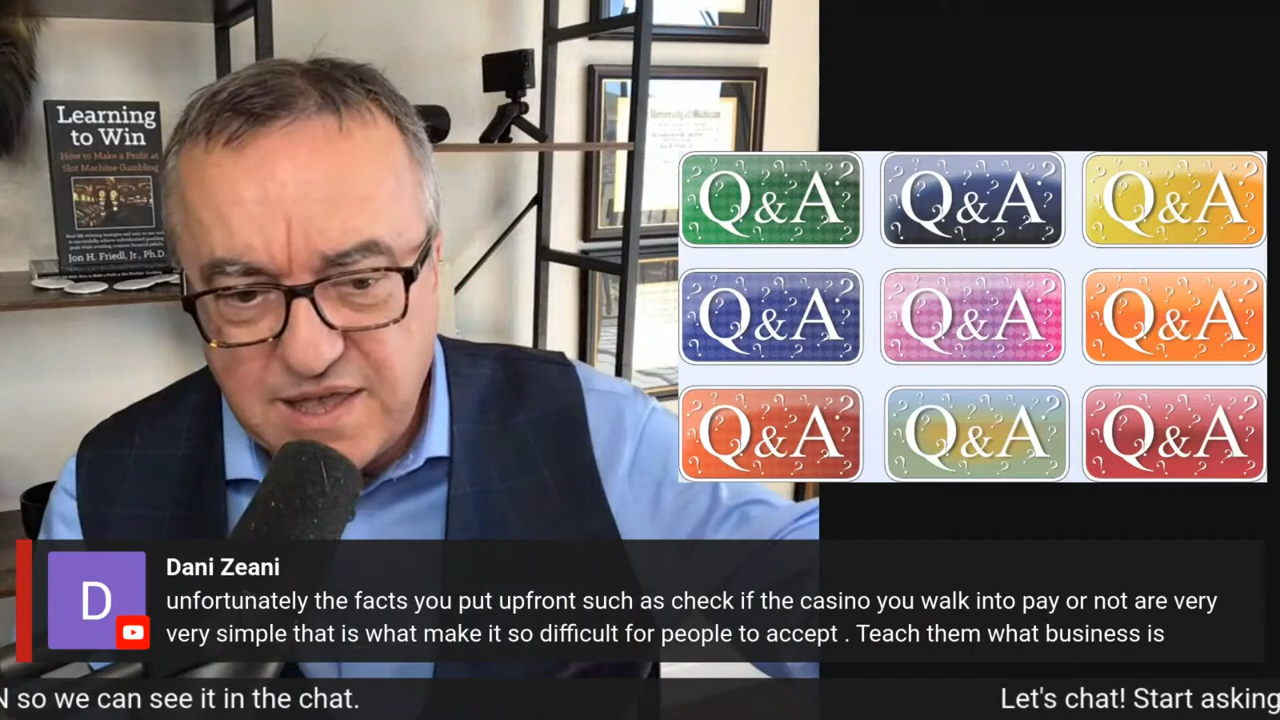 Learning
to Win
How to Make a Profit at
Slot Machine Gambling
Jon H. Friedl, Jr., Ph.D.
Q&A
Q&A
Q&A
Q&A
Q&A
Q&A
Q&A
Q&A
Q&A
D
Dani Zeani
unfortunately the facts you put upfront such as check if the casino you walk into pay or not are very
very simple that is what make it so difficult for people to accept . Teach them what business is
N so we can see it in the chat.
Let's chat! Start asking